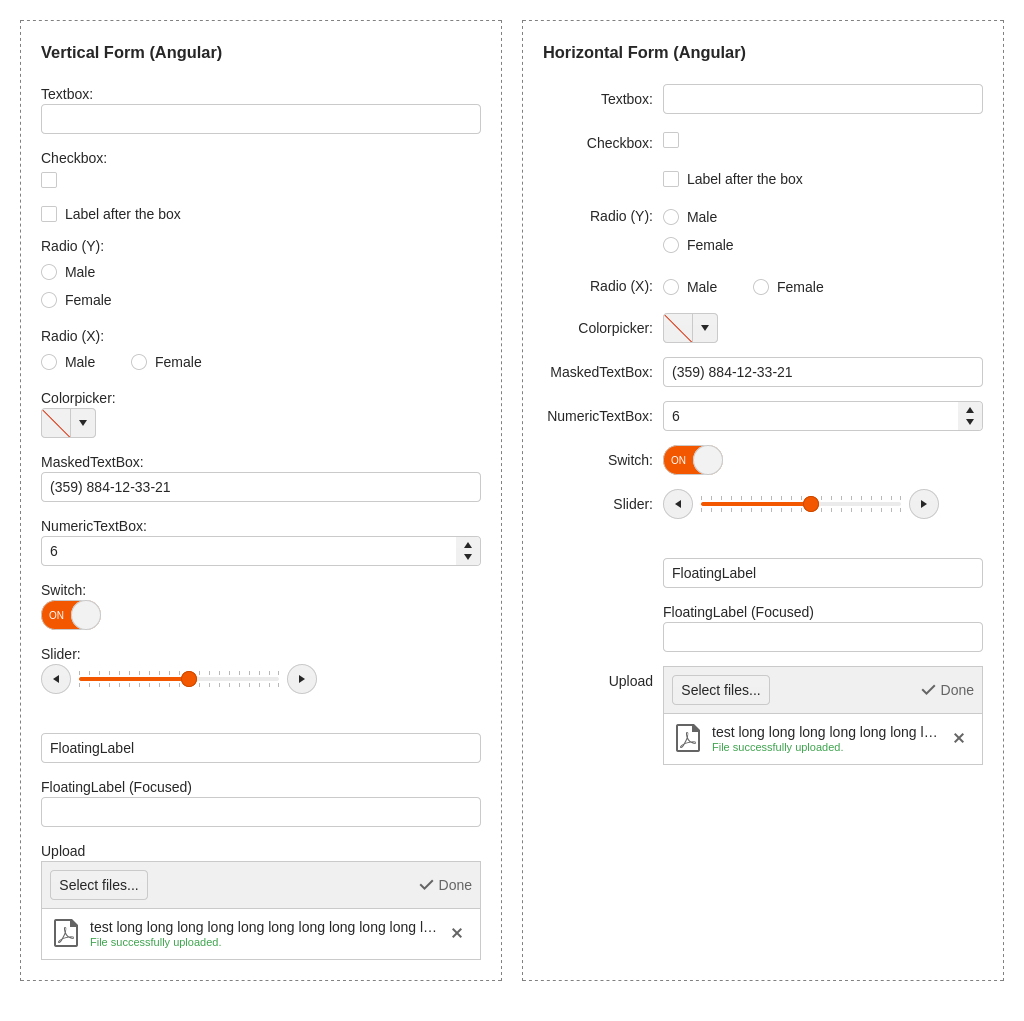 Vertical Form (Angular)
Textbox:
Checkbox:
Label after the box
Radio (Y):
Male
Female
Radio (X):
Male Female
Colorpicker:
MaskedTextBox:
(359) 884-12-33-21
NumericTextBox:
6
Switch:
ON
Slider:
FloatingLabel
FloatingLabel (Focused)
Upload
Select files... Done
test long long long long long long long long long long l…
File successfully uploaded.
Horizontal Form (Angular)
Textbox:
Checkbox:
Label after the box
Radio (Y): Male
Female
Radio (X): Male Female
Colorpicker:
MaskedTextBox: (359) 884-12-33-21
NumericTextBox: 6
Switch: ON
Slider:
FloatingLabel
FloatingLabel (Focused)
Upload Select files... Done
test long long long long long long l…
File successfully uploaded.